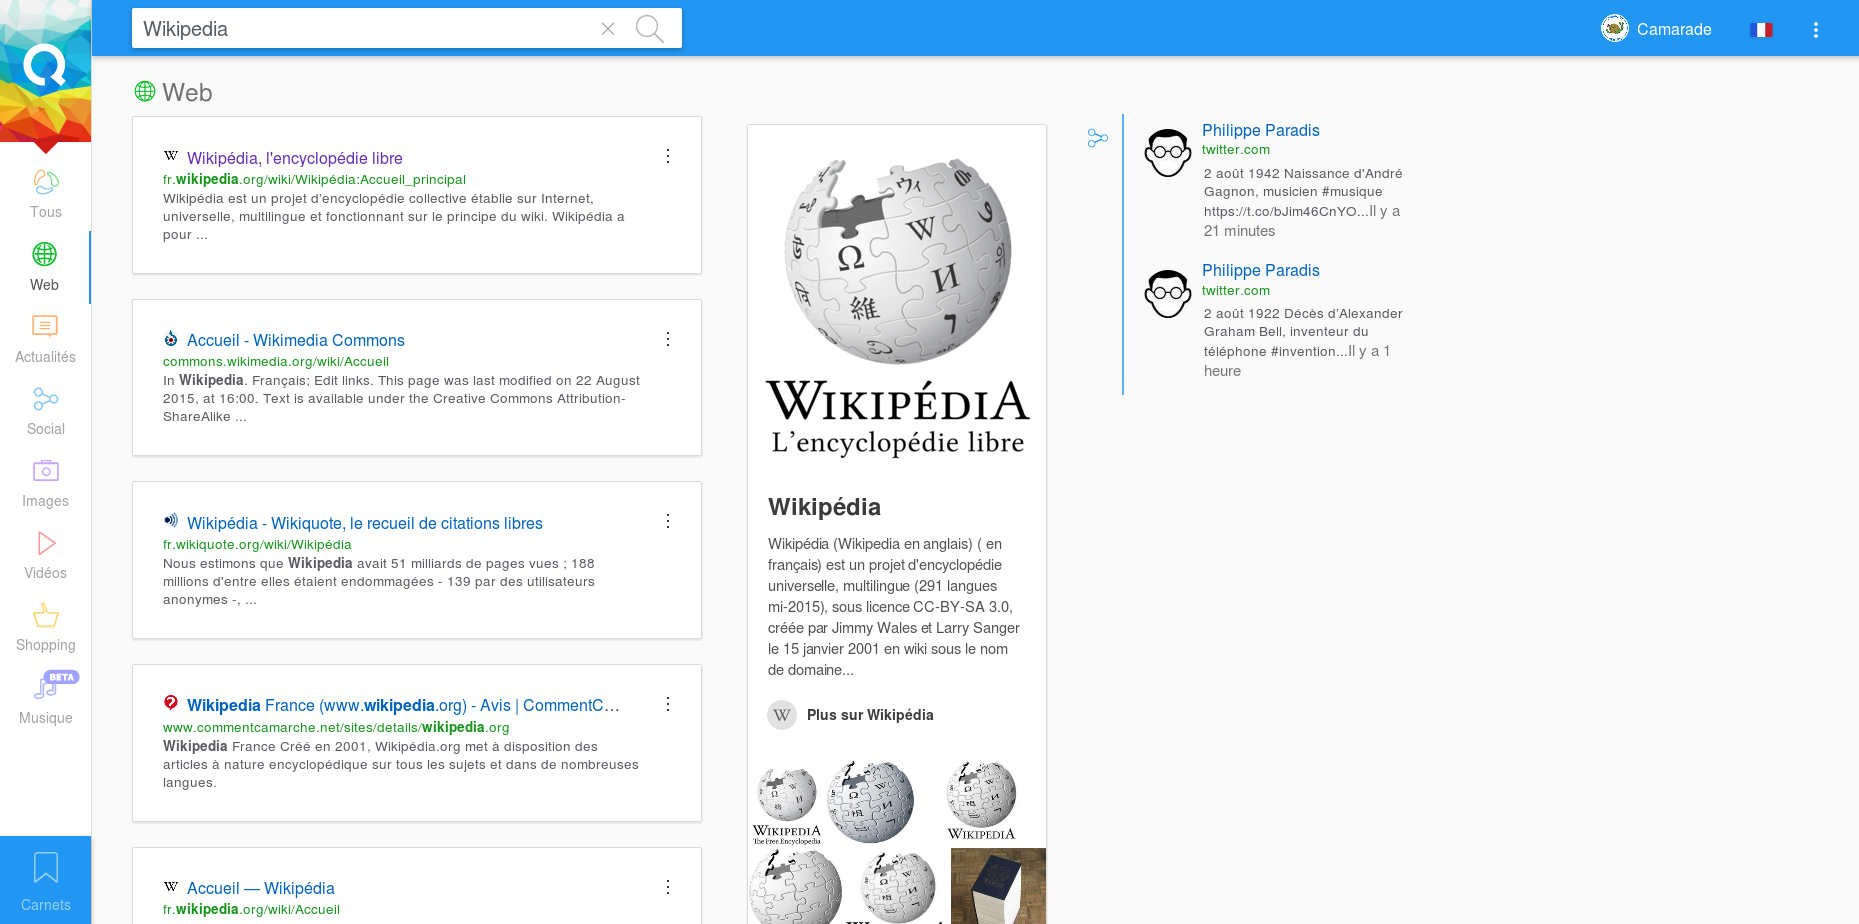 Wikipedia
Camarade
Tous
Web
Actualités
Social
Images
Vidéos
Shopping
BETA
Musique
Carnets
Web
Wikipédia, l'encyclopédie libre
fr.wikipedia.org/wiki/Wikipédia:Accueil_principal
Wikipédia est un projet d'encyclopédie collective établie sur Internet,
universelle, multilingue et fonctionnant sur le principe du wiki. Wikipédia a
pour ...
Accueil - Wikimedia Commons
commons.wikimedia.org/wiki/Accueil
In Wikipedia. Français; Edit links. This page was last modified on 22 August
2015, at 16:00. Text is available under the Creative Commons Attribution-
ShareAlike ...
Wikipédia - Wikiquote, le recueil de citations libres
fr.wikiquote.org/wiki/Wikipédia
Nous estimons que Wikipedia avait 51 milliards de pages vues ; 188
millions d'entre elles étaient endommagées - 139 par des utilisateurs
anonymes -, ...
Wikipedia France (www.wikipedia.org) - Avis | CommentC...
www.commentcamarche.net/sites/details/wikipedia.org
Wikipedia France Créé en 2001, Wikipédia.org met à disposition des
articles à nature encyclopédique sur tous les sujets et dans de nombreuses
langues.
Accueil — Wikipédia
fr.wikipedia.org/wiki/Accueil
Ω W И 維
WIKIPÉDIA
L'encyclopédie libre
Wikipédia
Wikipédia (Wikipedia en anglais) ( en
français) est un projet d'encyclopédie
universelle, multilingue (291 langues
mi-2015), sous licence CC-BY-SA 3.0,
créée par Jimmy Wales et Larry Sanger
le 15 janvier 2001 en wiki sous le nom
de domaine...
W Plus sur Wikipédia
WIKIPEDIA
The Free Encyclopedia
WIKIPEDIA
Philippe Paradis
twitter.com
2 août 1942 Naissance d'André
Gagnon, musicien #musique
https://t.co/bJim46CnYO...Il y a
21 minutes
Philippe Paradis
twitter.com
2 août 1922 Décès d'Alexander
Graham Bell, inventeur du
téléphone #invention...Il y a 1
heure